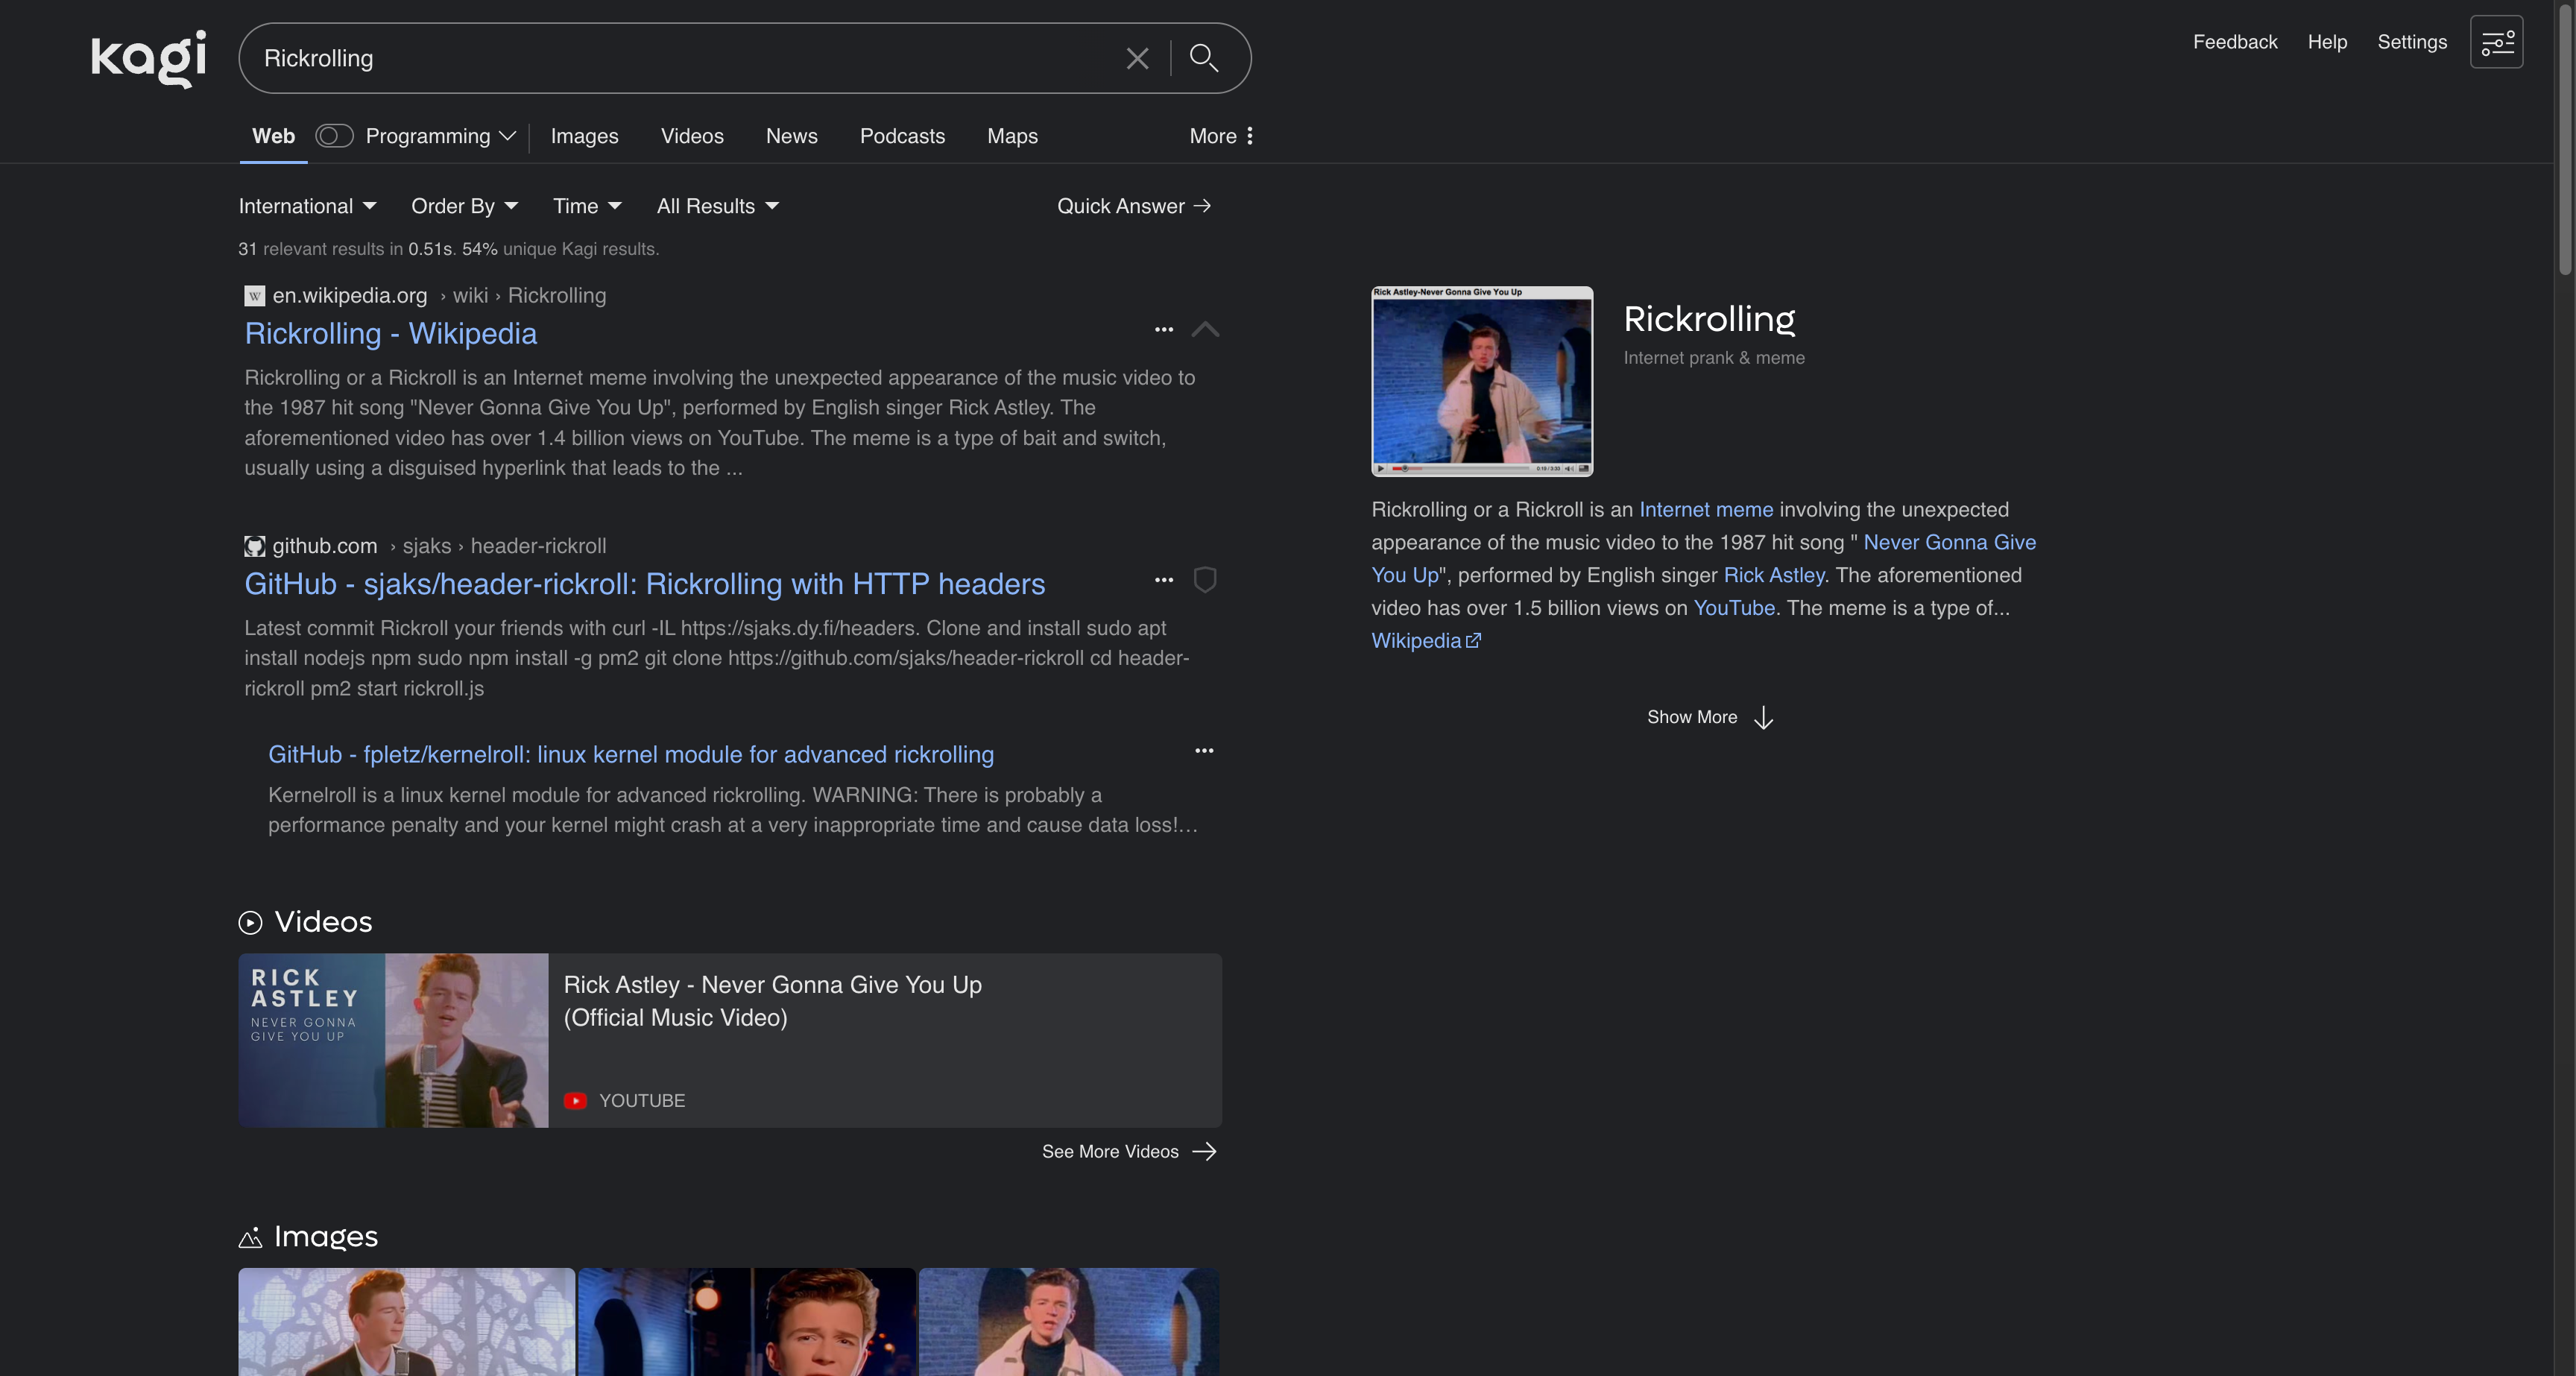 kagi
Rickrolling
Feedback Help Settings
Web Programming Images Videos News Podcasts Maps More
International Order By Time All Results Quick Answer
31 relevant results in 0.51s. 54% unique Kagi results.
en.wikipedia.org › wiki › Rickrolling
Rickrolling - Wikipedia
Rickrolling or a Rickroll is an Internet meme involving the unexpected appearance of the music video to
the 1987 hit song "Never Gonna Give You Up", performed by English singer Rick Astley. The
aforementioned video has over 1.4 billion views on YouTube. The meme is a type of bait and switch,
usually using a disguised hyperlink that leads to the ...
github.com › sjaks › header-rickroll
GitHub - sjaks/header-rickroll: Rickrolling with HTTP headers
Latest commit Rickroll your friends with curl -IL https://sjaks.dy.fi/headers. Clone and install sudo apt
install nodejs npm sudo npm install -g pm2 git clone https://github.com/sjaks/header-rickroll cd header-
rickroll pm2 start rickroll.js
GitHub - fpletz/kernelroll: linux kernel module for advanced rickrolling
Kernelroll is a linux kernel module for advanced rickrolling. WARNING: There is probably a
performance penalty and your kernel might crash at a very inappropriate time and cause data loss!…
Videos
RICK
ASTLEY
NEVER GONNA
GIVE YOU UP
Rick Astley - Never Gonna Give You Up
(Official Music Video)
YOUTUBE
See More Videos
Images
Rick Astley-Never Gonna Give You Up
0:19 / 3:33
Rickrolling
Internet prank & meme
Rickrolling or a Rickroll is an Internet meme involving the unexpected
appearance of the music video to the 1987 hit song " Never Gonna Give
You Up", performed by English singer Rick Astley. The aforementioned
video has over 1.5 billion views on YouTube. The meme is a type of...
Wikipedia
Show More